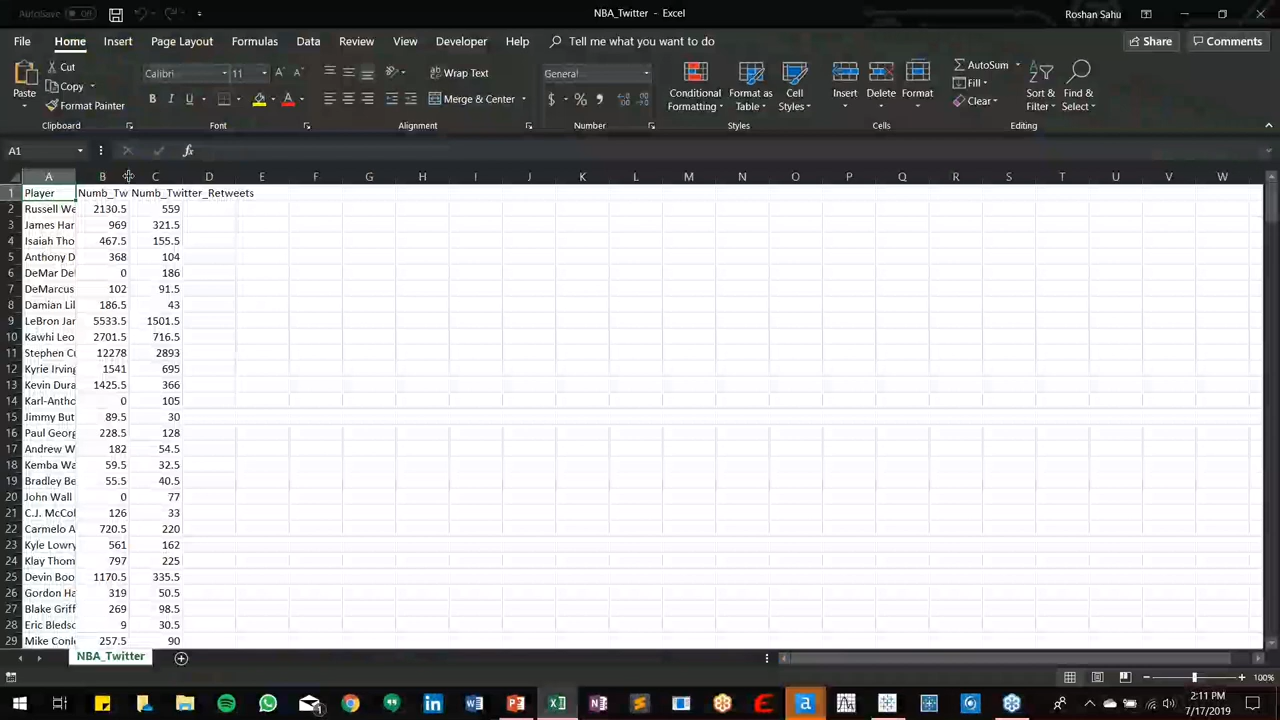 AutoSave Off NBA_Twitter - Excel Roshan Sahu
File Home Insert Page Layout Formulas Data Review View Developer Help Tell me what you want to do Share Comments
Paste Cut Copy Format Painter Clipboard
Calibri 11 B I U Font
Wrap Text Merge & Center Alignment
General $ % , Number
Conditional Formatting Format as Table Cell Styles Styles
Insert Delete Format Cells
AutoSum Fill Clear Sort & Filter Find & Select Editing
A1 fx
A B C D E F G H I J K L M N O P Q R S T U V W
1 Player Numb_Tw Numb_Twitter_Retweets
2 Russell We 2130.5 559
3 James Har 969 321.5
4 Isaiah Tho 467.5 155.5
5 Anthony D 368 104
6 DeMar De 0 186
7 DeMarcus 102 91.5
8 Damian Lil 186.5 43
9 LeBron Jar 5533.5 1501.5
10 Kawhi Leo 2701.5 716.5
11 Stephen Cu 12278 2893
12 Kyrie Irving 1541 695
13 Kevin Dura 1425.5 366
14 Karl-Antho 0 105
15 Jimmy But 89.5 30
16 Paul Georg 228.5 128
17 Andrew W 182 54.5
18 Kemba Wa 59.5 32.5
19 Bradley Be 55.5 40.5
20 John Wall 0 77
21 C.J. McCol 126 33
22 Carmelo A 720.5 220
23 Kyle Lowry 561 162
24 Klay Thom 797 225
25 Devin Boo 1170.5 335.5
26 Gordon Ha 319 50.5
27 Blake Griff 269 98.5
28 Eric Bledso 9 30.5
29 Mike Conl 257.5 90
NBA_Twitter
100%
2:11 PM
7/17/2019